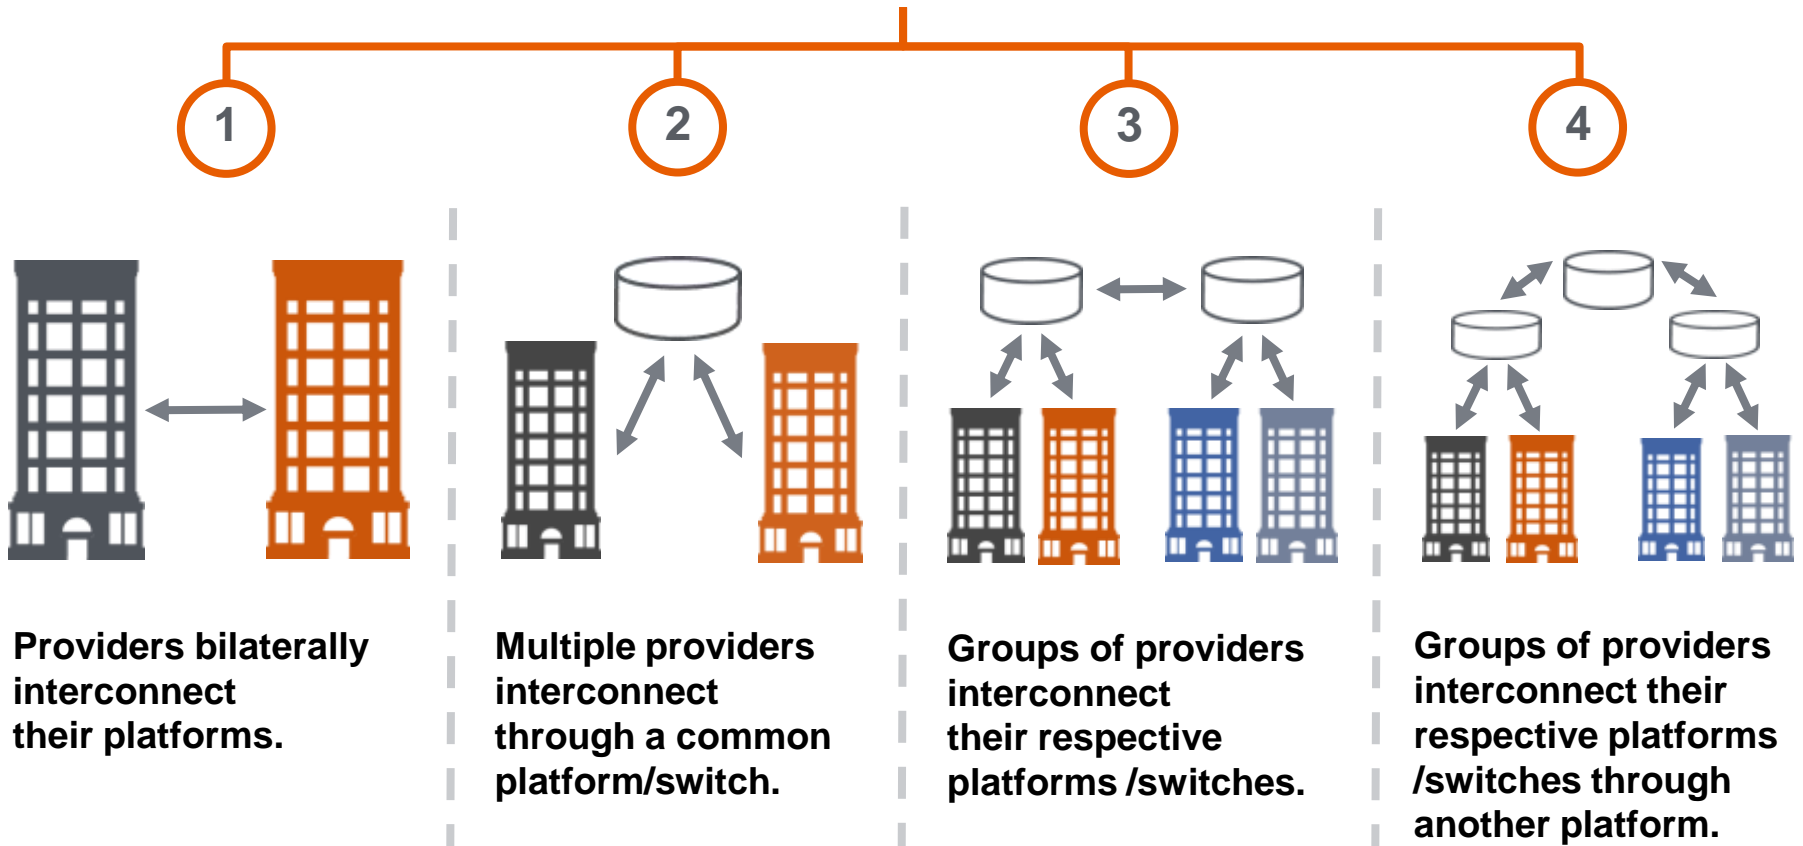 1
2
3
4
Providers bilaterally
interconnect
their platforms.
Multiple providers
interconnect
through a common
platform/switch.
Groups of providers
interconnect
their respective
platforms /switches.
Groups of providers
interconnect their
respective platforms
/switches through
another platform.